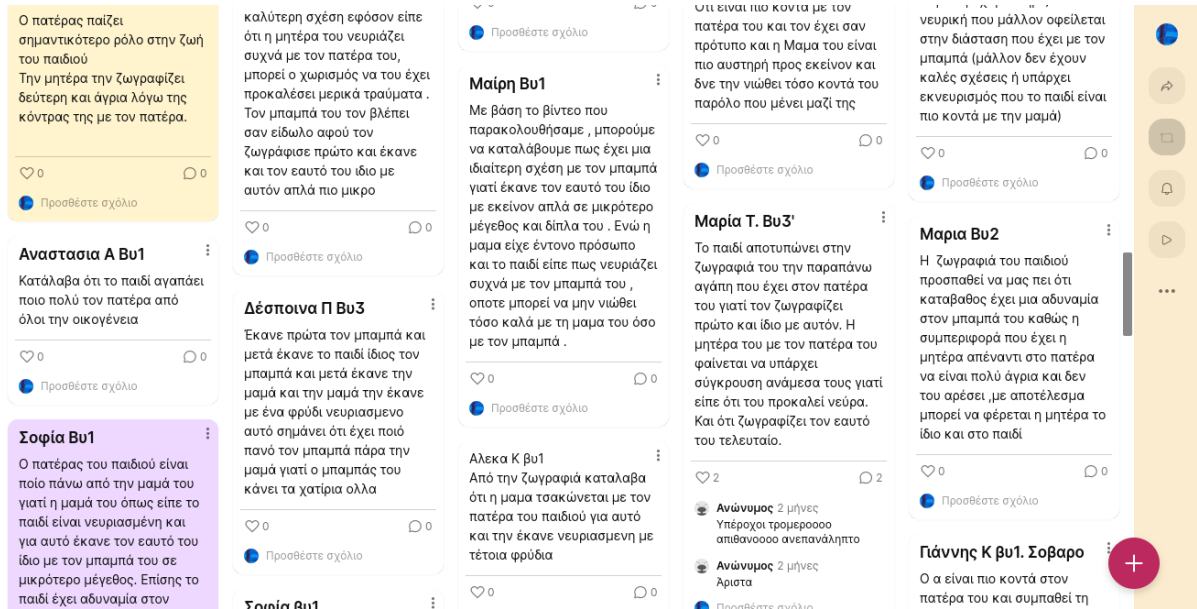 Ο πατέρας παίζει
σημαντικότερο ρόλο στην ζωή
του παιδιού
Την μητέρα την ζωγραφίζει
δεύτερη και άγρια λόγω της
κόντρας της με τον πατέρα.
0
0
Προσθέστε σχόλιο
Αναστασια Α Βυ1
Κατάλαβα ότι το παιδί αγαπάει
ποιο πολύ τον πατέρα από
όλοι την οικογένεια
0
0
Προσθέστε σχόλιο
Σοφία Βυ1
Ο πατέρας του παιδιού είναι
ποίο πάνω από την μαμά του
γιατί η μαμά του όπως είπε το
παιδί είναι νευριασμένη και
για αυτό έκανε τον εαυτό του
ίδιο με τον μπαμπά του σε
μικρότερο μέγεθος. Επίσης το
παιδί έχει αδυναμία στον
καλύτερη σχέση εφόσον είπε
ότι η μητέρα του νευριάζει
συχνά με τον πατέρα του,
μπορεί ο χωρισμός να του έχει
προκαλέσει μερικά τραύματα .
Τον μπαμπά του τον βλέπει
σαν είδωλο αφού τον
ζωγράφισε πρώτο και έκανε
και τον εαυτό του ιδιο με
αυτόν απλά πιο μικρο
0
0
Προσθέστε σχόλιο
Δέσποινα Π Βυ3
Έκανε πρώτα τον μπαμπά και
μετά έκανε το παιδί ίδιος τον
μπαμπά και μετά έκανε την
μαμά και την μαμά την έκανε
με ένα φρύδι νευριασμενο
αυτό σημάνει ότι έχει ποιό
πανό τον μπαμπά πάρα την
μαμά γιατί ο μπαμπάς του
κάνει τα χατίρια ολλα
0
0
Προσθέστε σχόλιο
Σοφία βυ1
Προσθέστε σχόλιο
Μαίρη Βυ1
Με βάση το βίντεο που
παρακολουθήσαμε , μπορούμε
να καταλάβουμε πως έχει μια
ιδιαίτερη σχέση με τον μπαμπά
γιατί έκανε τον εαυτό του ίδιο
με εκείνον απλά σε μικρότερο
μέγεθος και δίπλα του . Ενώ η
μαμα είχε έντονο πρόσωπο
και το παιδί είπε πως νευριάζει
συχνά με τον μπαμπά του ,
οποτε μπορεί να μην νιώθει
τόσο καλά με τη μαμα του όσο
με τον μπαμπά .
0
0
Προσθέστε σχόλιο
Αλεκα Κ βυ1
Από την ζωγραφιά καταλαβα
ότι η μαμα τσακώνεται με τον
πατέρα του παιδιού για αυτό
και την έκανε νευριασμενη με
τέτοια φρύδια
0
0
Ότι είναι πιο κοντά με τον
πατέρα του και τον έχει σαν
πρότυπο και η Μαμα του είναι
πιο αυστηρή προς εκείνον και
δνε την νιώθει τόσο κοντά του
παρόλο που μένει μαζί της
0
0
Προσθέστε σχόλιο
Μαρία Τ. Βυ3'
Το παιδί αποτυπώνει στην
ζωγραφιά του την παραπάνω
αγάπη που έχει στον πατέρα
του γιατί τον ζωγραφίζει
πρώτο και ίδιο με αυτόν. Η
μητέρα του με τον πατέρα του
φαίνεται να υπάρχει
σύγκρουση ανάμεσα τους γιατί
είπε ότι του προκαλεί νεύρα.
Και ότι ζωγραφίζει τον εαυτό
του τελευταίο.
2
2
Ανώνυμος 2 μήνες
Υπέροχοι τρομεροοοο
απιθανοοοο ανεπανάληπτο
Ανώνυμος 2 μήνες
Άριστα
Προσθέστε σχόλιο
νευρική που μάλλον οφείλεται
στην διάσταση που έχει με τον
μπαμπά (μάλλον δεν έχουν
καλές σχέσεις ή υπάρχει
εκνευρισμός που το παιδί είναι
πιο κοντά με την μαμά)
0
0
Προσθέστε σχόλιο
Μαρια Βυ2
Η  ζωγραφιά του παιδιού
προσπαθεί να μας πει ότι
καταβαθος έχει μια αδυναμία
στον μπαμπά του καθώς η
συμπεριφορά που έχει η
μητέρα απέναντι στο πατέρα
να είναι πολύ άγρια και δεν
του αρέσει ,με αποτέλεσμα
μπορεί να φέρεται η μητέρα το
ίδιο και στο παιδί
0
0
Προσθέστε σχόλιο
Γιάννης Κ βυ1. Σοβαρο
Ο α είναι πιο κοντά στον
πατέρα του και συμπαθεί τη